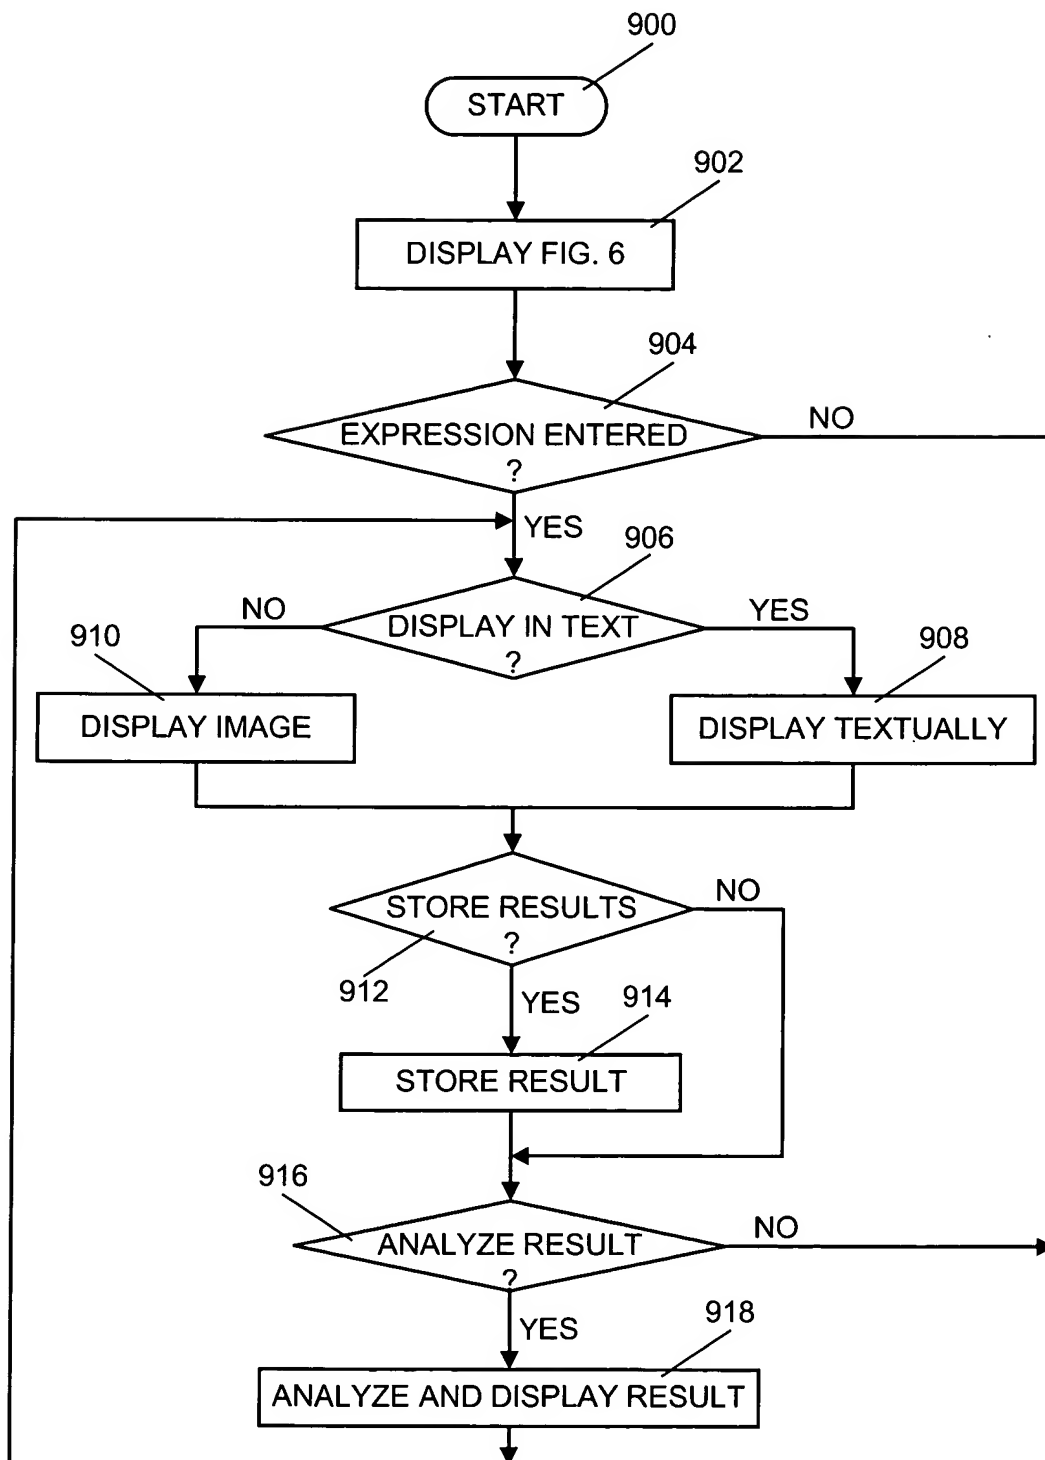 900
START
902
DISPLAY FIG. 6
904
EXPRESSION ENTERED
?
NO
YES
906
NO
DISPLAY IN TEXT
?
YES
910
908
DISPLAY IMAGE
DISPLAY TEXTUALLY
STORE RESULTS
?
NO
912
YES
914
STORE RESULT
916
ANALYZE RESULT
?
NO
YES
918
ANALYZE AND DISPLAY RESULT